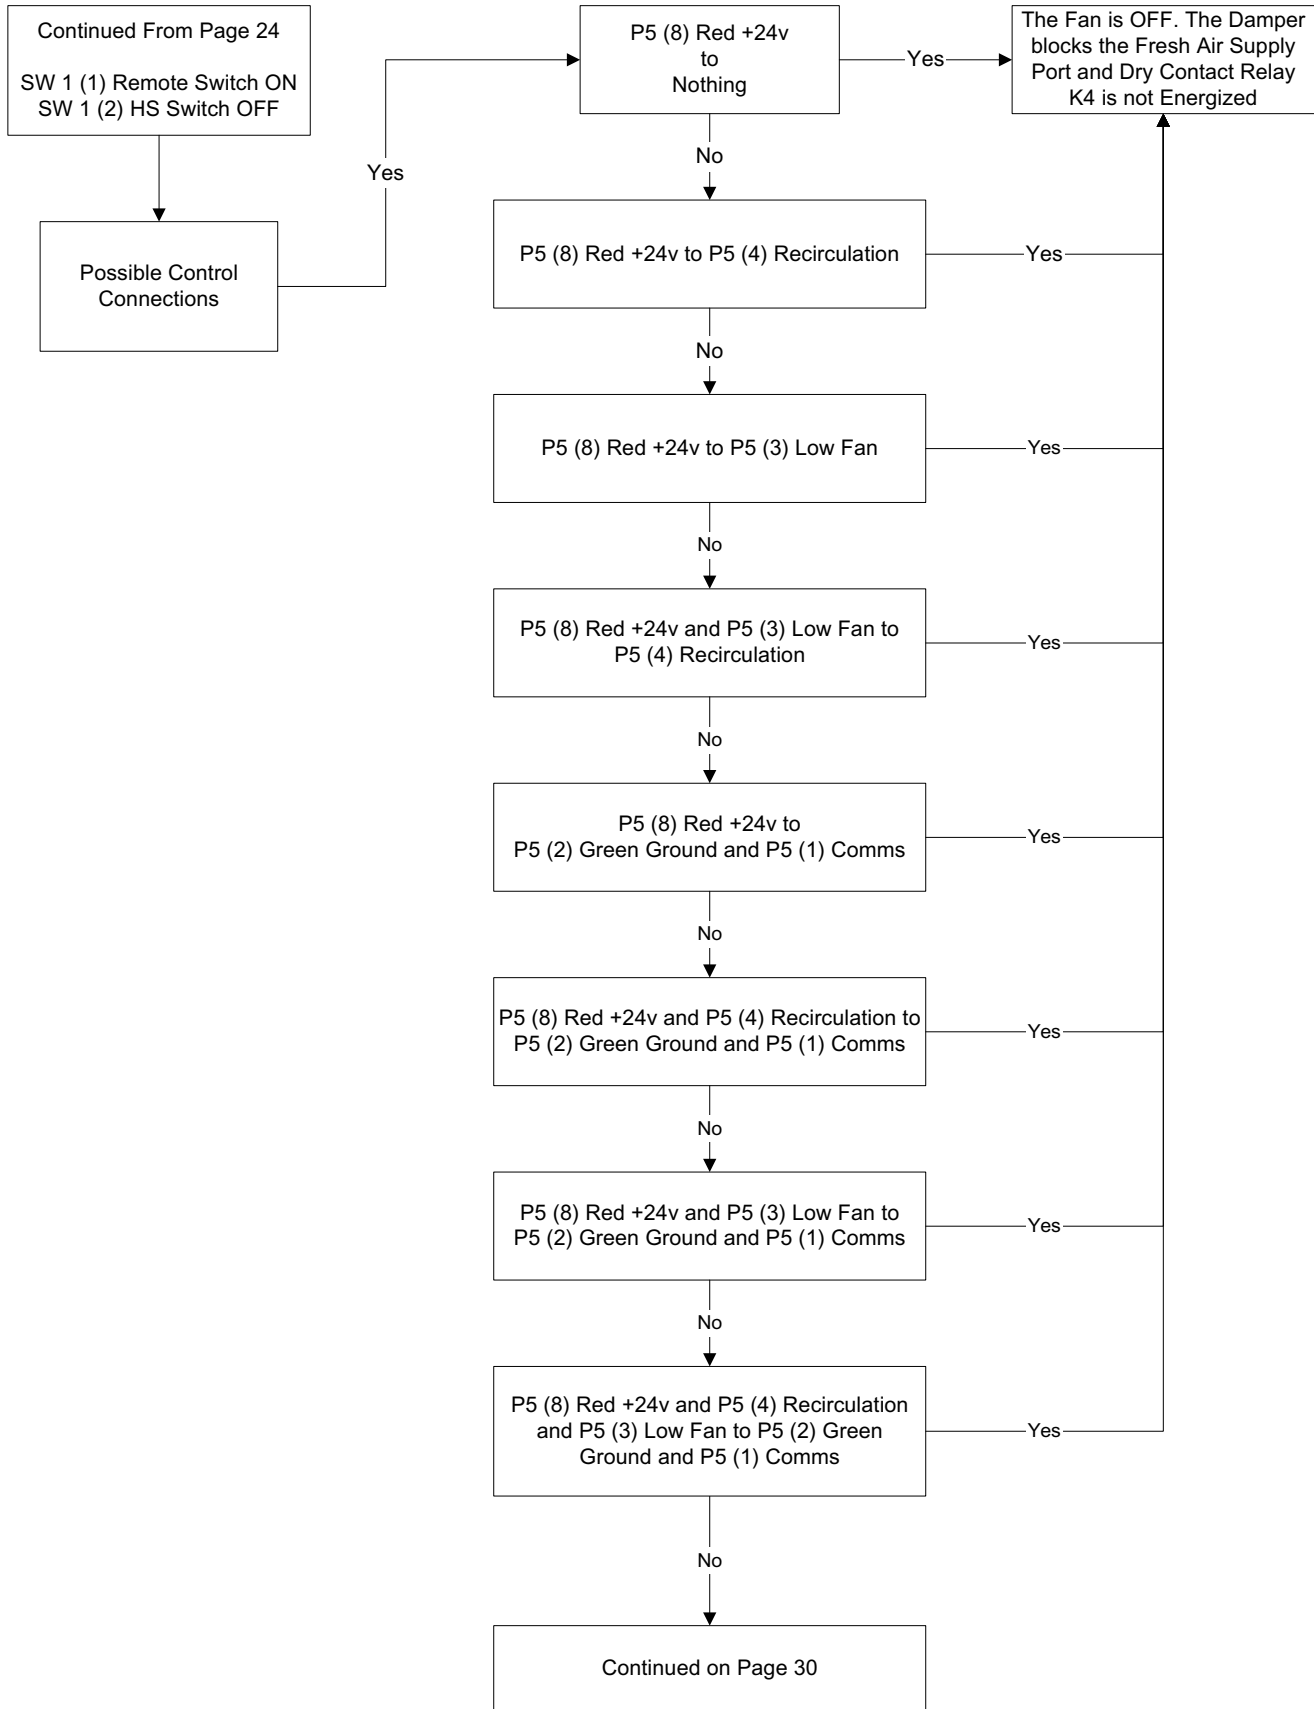 Continued From Page 24
SW 1 (1) Remote Switch ON
SW 1 (2) HS Switch OFF
Possible Control
Connections
Yes
P5 (8) Red +24v
to
Nothing
Yes
The Fan is OFF. The Damper
blocks the Fresh Air Supply
Port and Dry Contact Relay
K4 is not Energized
No
P5 (8) Red +24v to P5 (4) Recirculation
Yes
No
P5 (8) Red +24v to P5 (3) Low Fan
Yes
No
P5 (8) Red +24v and P5 (3) Low Fan to
P5 (4) Recirculation
Yes
No
P5 (8) Red +24v to
P5 (2) Green Ground and P5 (1) Comms
Yes
No
P5 (8) Red +24v and P5 (4) Recirculation to
P5 (2) Green Ground and P5 (1) Comms
Yes
No
P5 (8) Red +24v and P5 (3) Low Fan to
P5 (2) Green Ground and P5 (1) Comms
Yes
No
P5 (8) Red +24v and P5 (4) Recirculation
and P5 (3) Low Fan to P5 (2) Green
Ground and P5 (1) Comms
Yes
No
Continued on Page 30